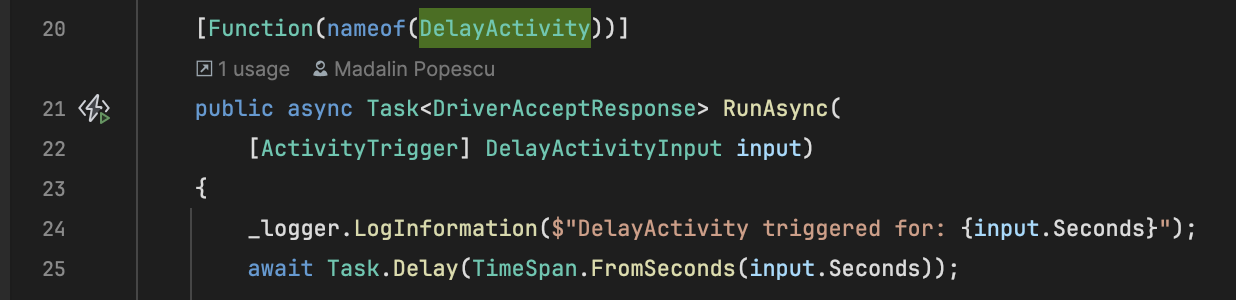 20 [Function(nameof(DelayActivity))]
1 usage Madalin Popescu
21 public async Task<DriverAcceptResponse> RunAsync(
22 [ActivityTrigger] DelayActivityInput input)
23 {
24 _logger.LogInformation($"DelayActivity triggered for: {input.Seconds}");
25 await Task.Delay(TimeSpan.FromSeconds(input.Seconds));